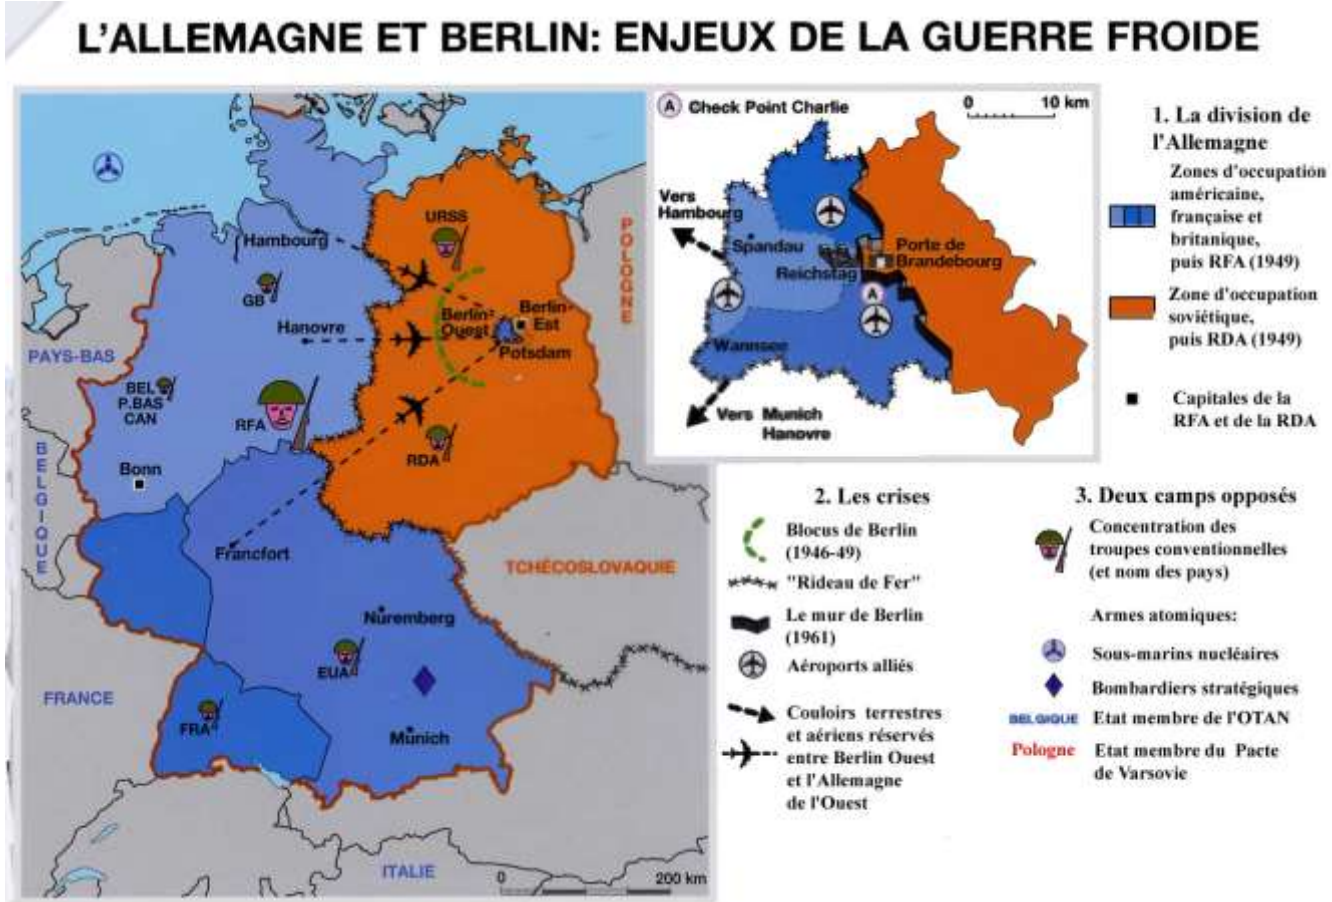 L'ALLEMAGNE ET BERLIN: ENJEUX DE LA GUERRE FROIDE
URSS
Hambourg
GB
Hanovre
Berlin-
Ouest
Berlin-
Est
Potsdam
POLOGNE
PAYS-BAS
BEL
P.BAS
CAN
RFA
RDA
BELGIQUE
Bonn
Francfort
TCHÉCOSLOVAQUIE
Nüremberg
EUA
FRANCE
FRA
Münich
ITALIE
0 200 km
A Check Point Charlie
0 10 km
Vers
Hambourg
Spandau
Reichstag
Porte de
Brandebourg
A
Wannsee
Vers Munich
Hanovre
1. La division de
l'Allemagne
Zones d'occupation
américaine,
française et
britanique,
puis RFA (1949)
Zone d'occupation
soviétique,
puis RDA (1949)
Capitales de la
RFA et de la RDA
2. Les crises
Blocus de Berlin
(1946-49)
"Rideau de Fer"
Le mur de Berlin
(1961)
Aéroports alliés
Couloirs terrestres
et aériens réservés
entre Berlin Ouest
et l'Allemagne
de l'Ouest
3. Deux camps opposés
Concentration des
troupes conventionnelles
(et nom des pays)
Armes atomiques:
Sous-marins nucléaires
Bombardiers stratégiques
BELGIQUE Etat membre de l'OTAN
Pologne Etat membre du Pacte
de Varsovie